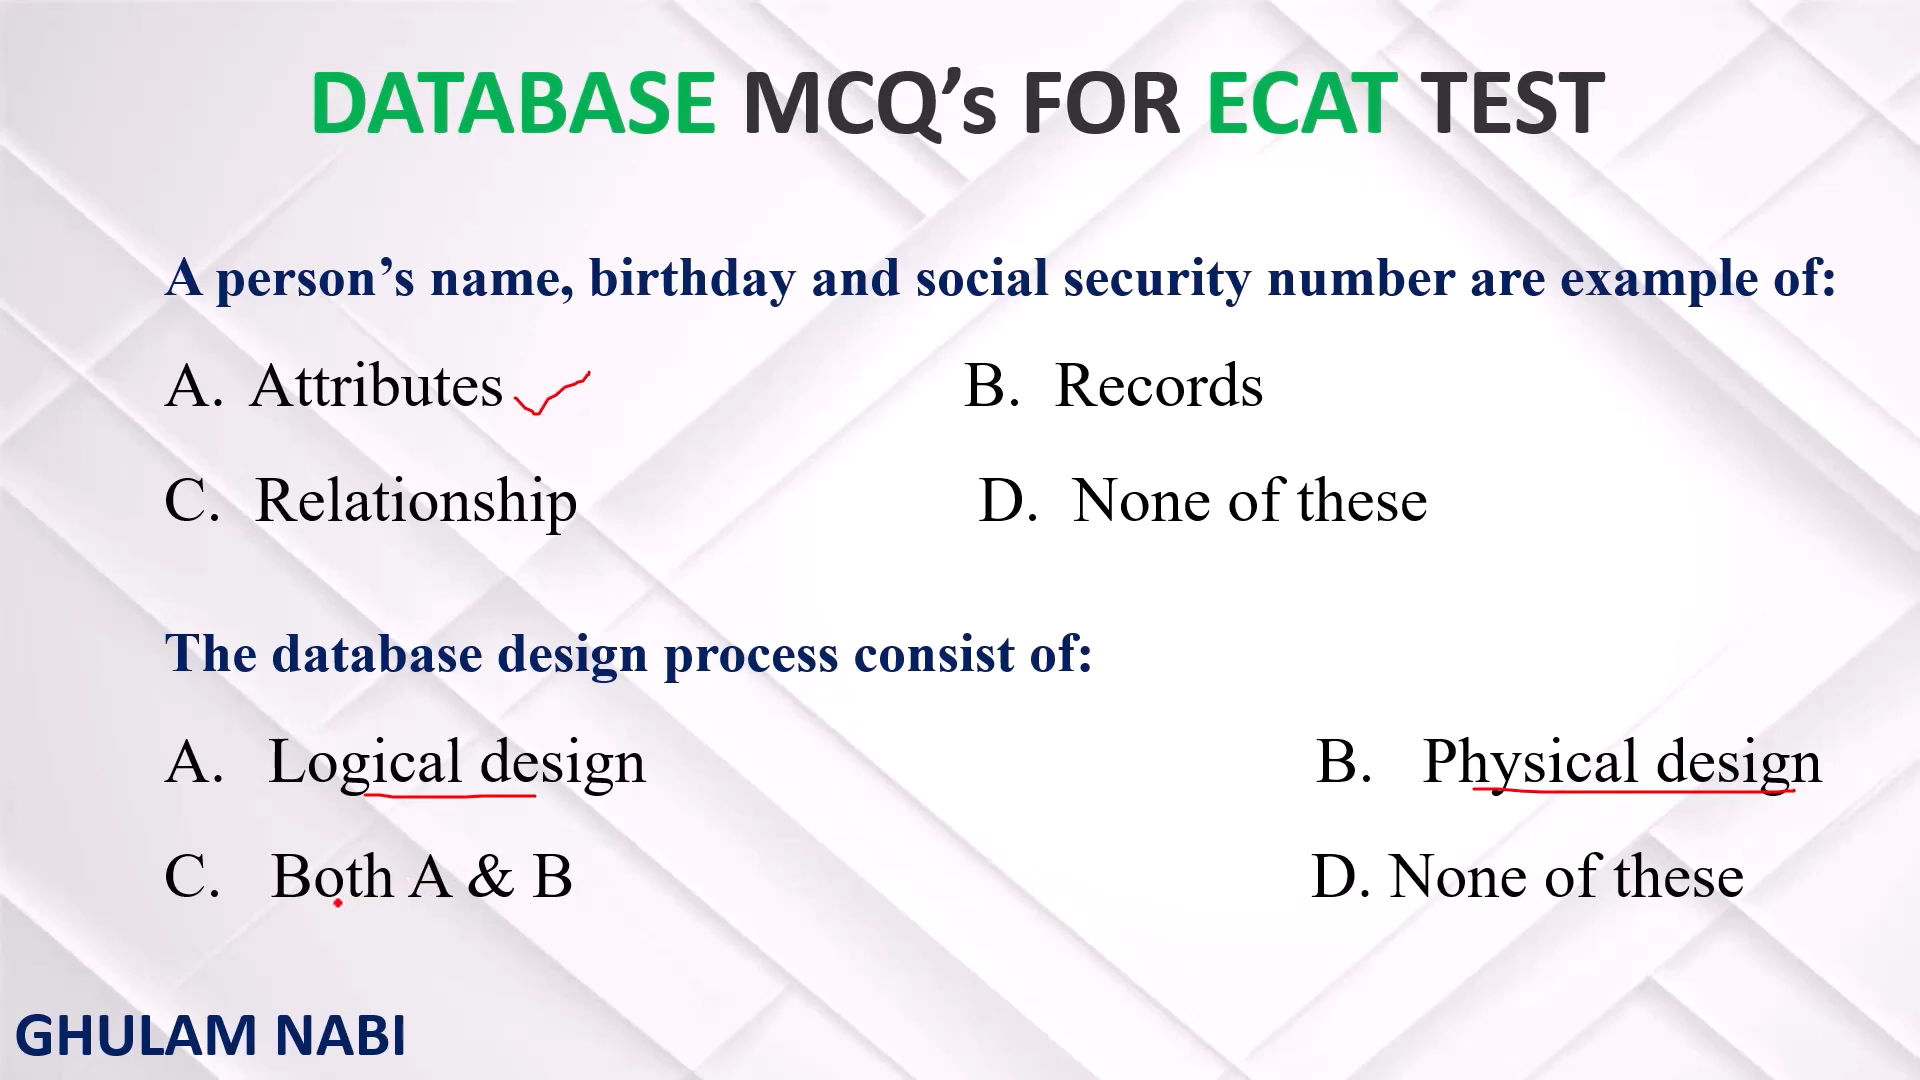 DATABASE MCQ’s FOR ECAT TEST
A person’s name, birthday and social security number are example of:
A. Attributes B. Records
C. Relationship D. None of these
The database design process consist of:
A. Logical design B. Physical design
C. Both A & B D. None of these
GHULAM NABI